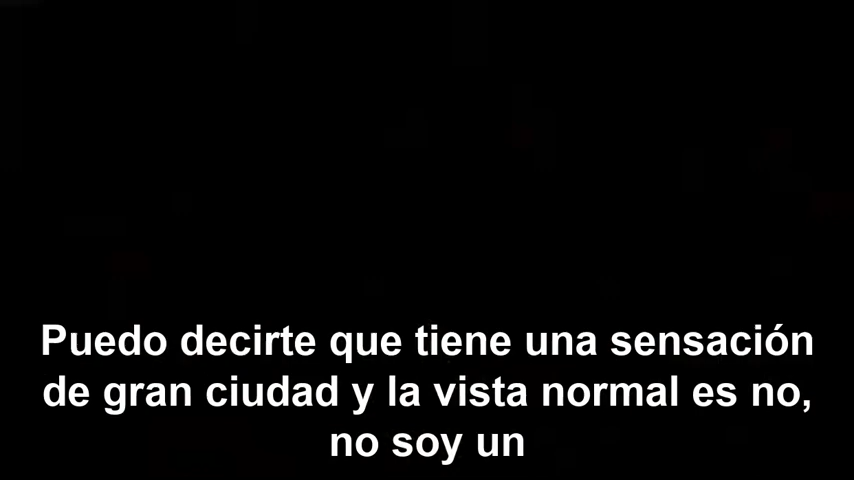 Puedo decirte que tiene una sensación
de gran ciudad y la vista normal es no,
no soy un